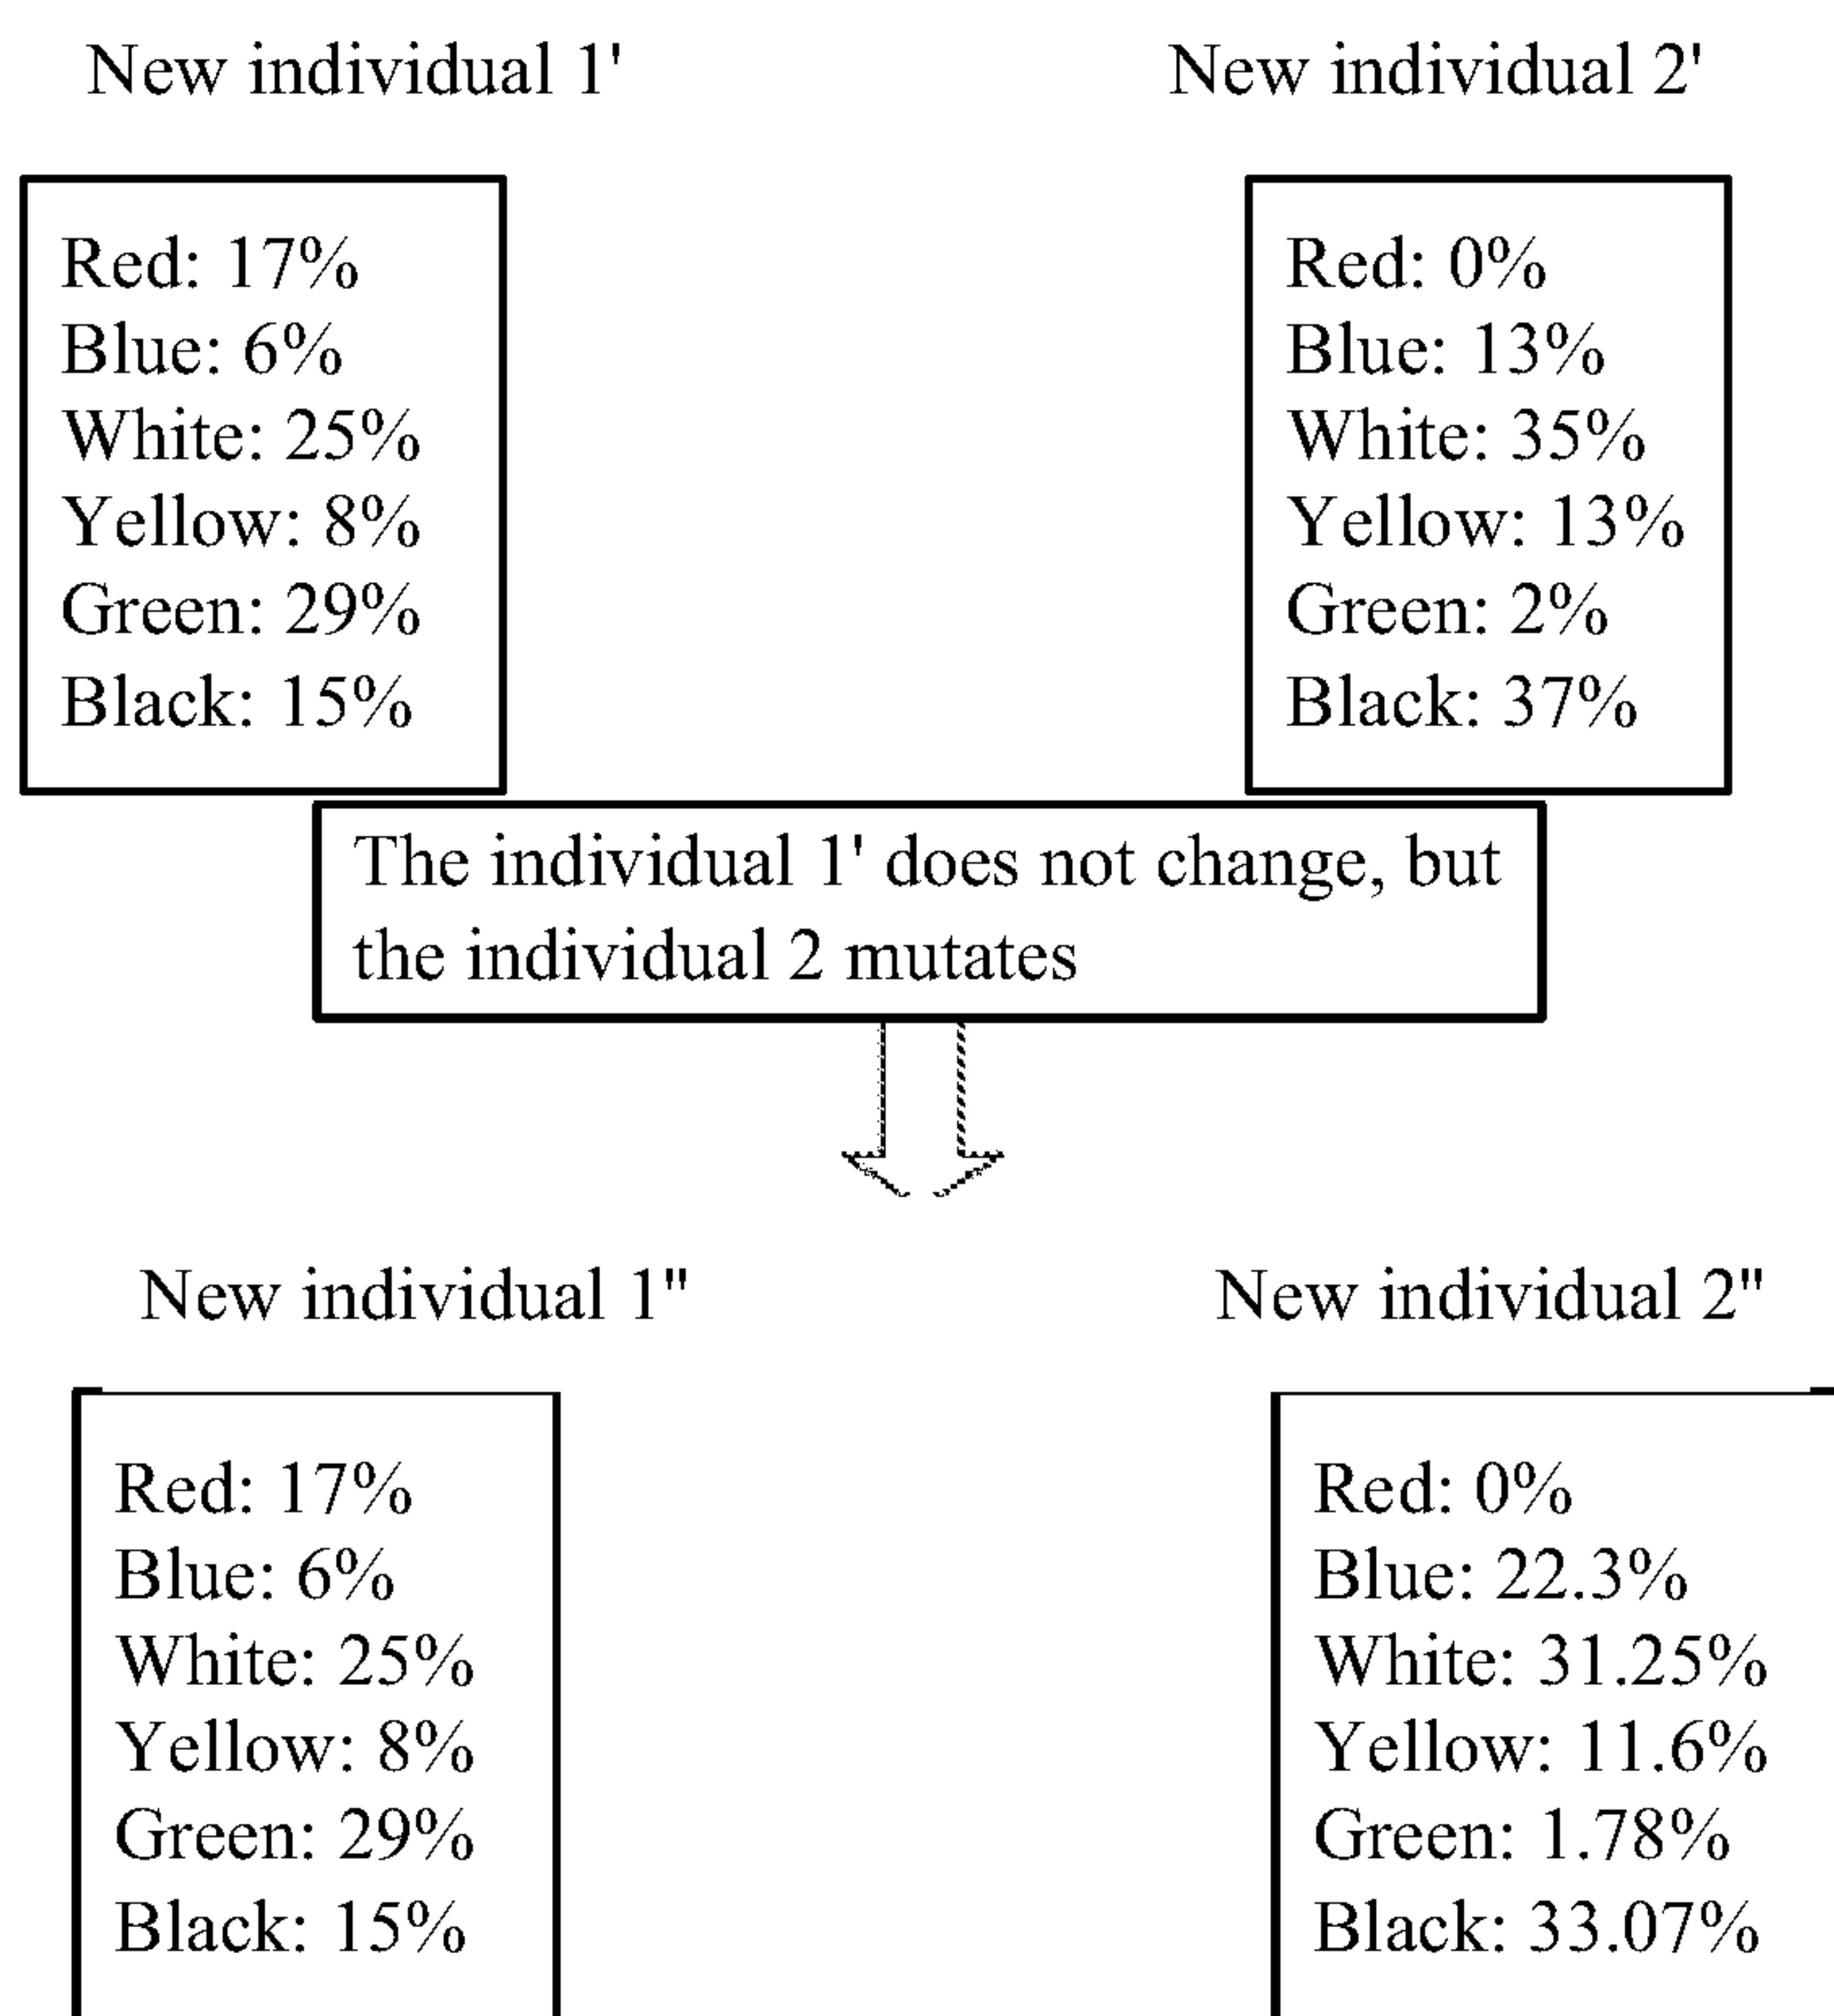 New individual 1'
New individual 2'
Red: 17%
Blue: 6%
White: 25%
Yellow: 8%
Green: 29%
Black: 15%
Red: 0%
Blue: 13%
White: 35%
Yellow: 13%
Green: 2%
Black: 37%
The individual 1' does not change, but
the individual 2 mutates
New individual 1"
New individual 2"
Red: 17%
Blue: 6%
White: 25%
Yellow: 8%
Green: 29%
Black: 15%
Red: 0%
Blue: 22.3%
White: 31.25%
Yellow: 11.6%
Green: 1.78%
Black: 33.07%